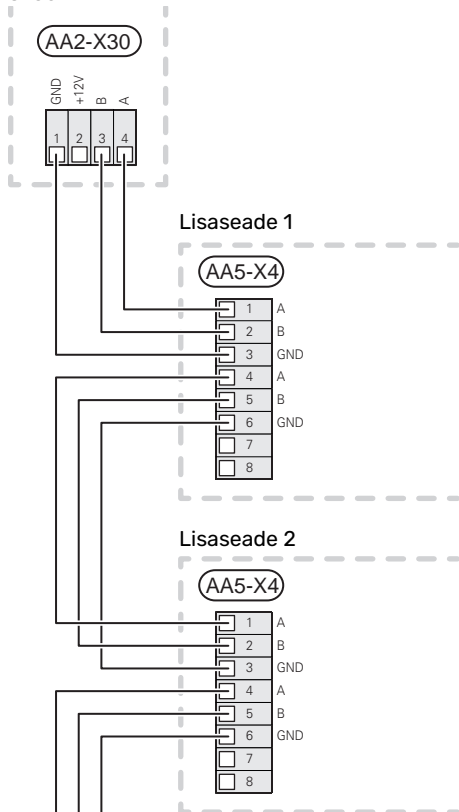 AA2-X30
GND +12V B A
1 2 3 4
Lisaseade 1
AA5-X4
1 A
2 B
3 GND
4 A
5 B
6 GND
7
8
Lisaseade 2
AA5-X4
1 A
2 B
3 GND
4 A
5 B
6 GND
7
8